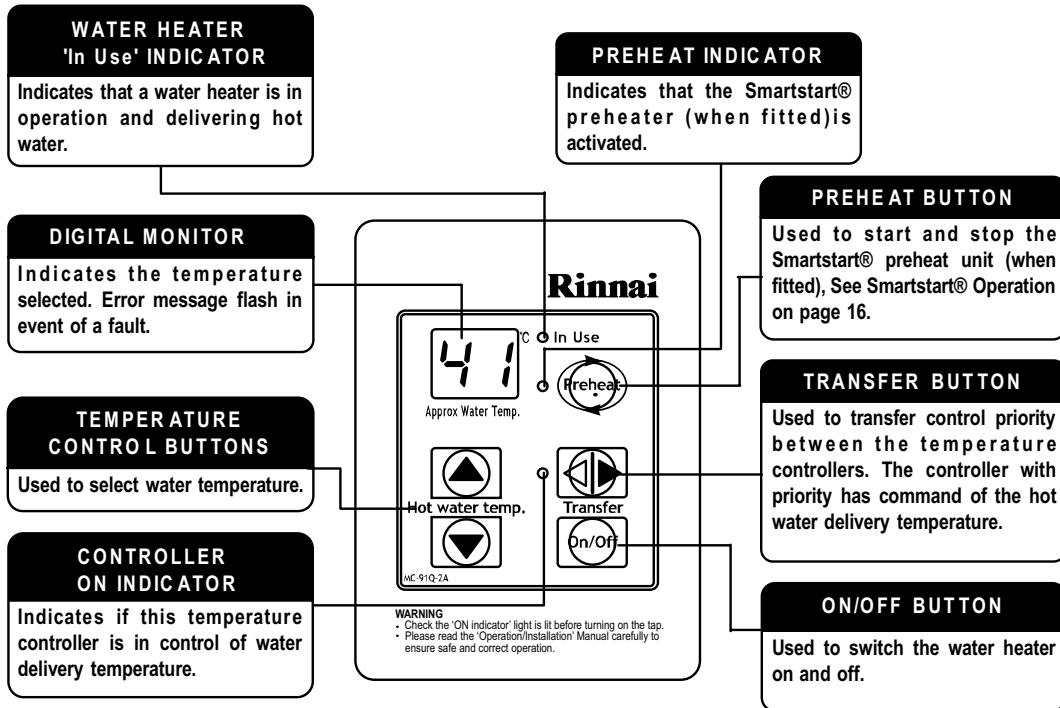 WATER HEATER
'In Use' INDICATOR
Indicates that a water heater is in
operation and delivering hot
water.
PREHEAT INDICATOR
Indicates that the Smartstart®
preheater (when fitted)is
activated.
DIGITAL MONITOR
Indicates the temperature
selected. Error message flash in
event of a fault.
PREHEAT BUTTON
Used to start and stop the
Smartstart® preheat unit (when
fitted), See Smartstart® Operation
on page 16.
TEMPERATURE
CONTROL BUTTONS
Used to select water temperature.
TRANSFER BUTTON
Used to transfer control priority
between the temperature
controllers. The controller with
priority has command of the hot
water delivery temperature.
CONTROLLER
ON INDICATOR
Indicates if this temperature
controller is in control of water
delivery temperature.
ON/OFF BUTTON
Used to switch the water heater
on and off.
Rinnai
41 °C
In Use
Preheat
Approx Water Temp.
Hot water temp.
Transfer
On/Off
MC-91Q-2A
WARNING
• Check the 'ON indicator' light is lit before turning on the tap.
• Please read the 'Operation/Installation' Manual carefully to
ensure safe and correct operation.